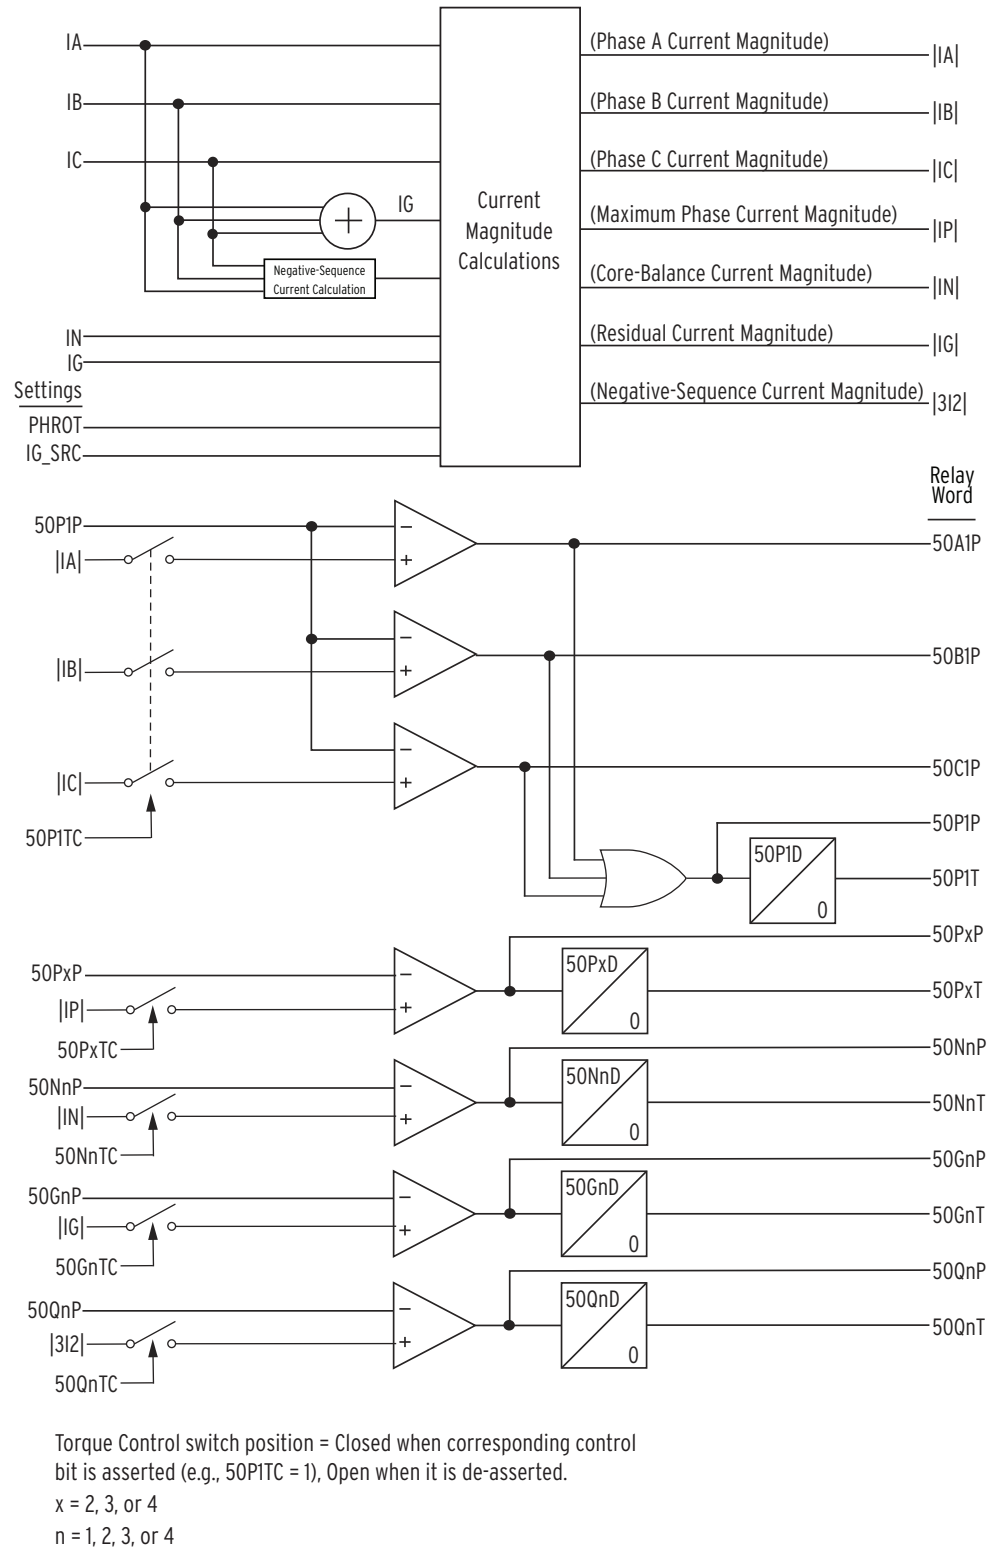 IA
IB
IC
IG
Negative-Sequence
Current Calculation
IN
IG
Settings
PHROT
IG_SRC
Current
Magnitude
Calculations
(Phase A Current Magnitude)
|IA|
(Phase B Current Magnitude)
|IB|
(Phase C Current Magnitude)
|IC|
(Maximum Phase Current Magnitude)
|IP|
(Core-Balance Current Magnitude)
|IN|
(Residual Current Magnitude)
|IG|
(Negative-Sequence Current Magnitude)
|3I2|
Relay
Word
50P1P
|IA|
50A1P
|IB|
50B1P
|IC|
50C1P
50P1TC
50P1P
50P1D
0
50P1T
50PxP
50PxP
|IP|
50PxTC
50PxD
0
50PxT
50NnP
50NnP
|IN|
50NnTC
50NnD
0
50NnT
50GnP
50GnP
|IG|
50GnTC
50GnD
0
50GnT
50QnP
50QnP
|3I2|
50QnTC
50QnD
0
50QnT
Torque Control switch position = Closed when corresponding control
bit is asserted (e.g., 50P1TC = 1), Open when it is de-asserted.
x = 2, 3, or 4
n = 1, 2, 3, or 4